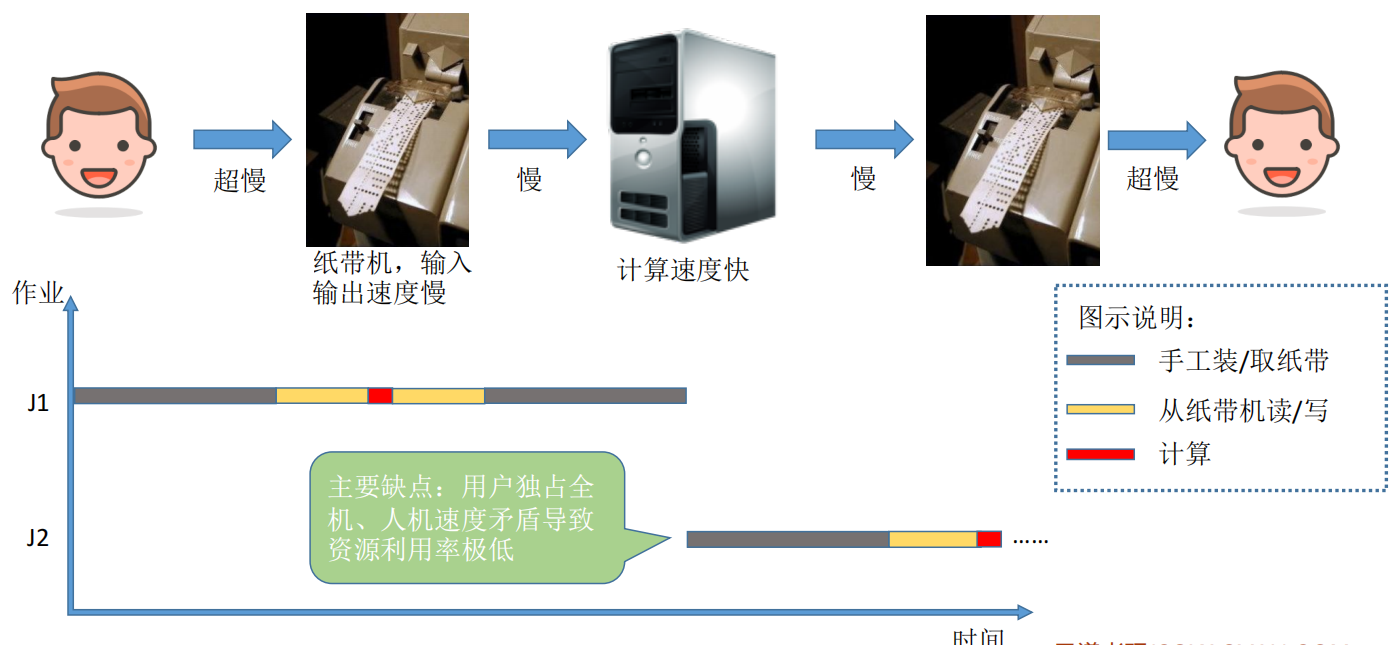 超慢
慢
慢
超慢
纸带机，输入
输出速度慢
计算速度快
作业
图示说明：
手工装/取纸带
从纸带机读/写
计算
J1
主要缺点：用户独占全
机、人机速度矛盾导致
资源利用率极低
J2
......
时间